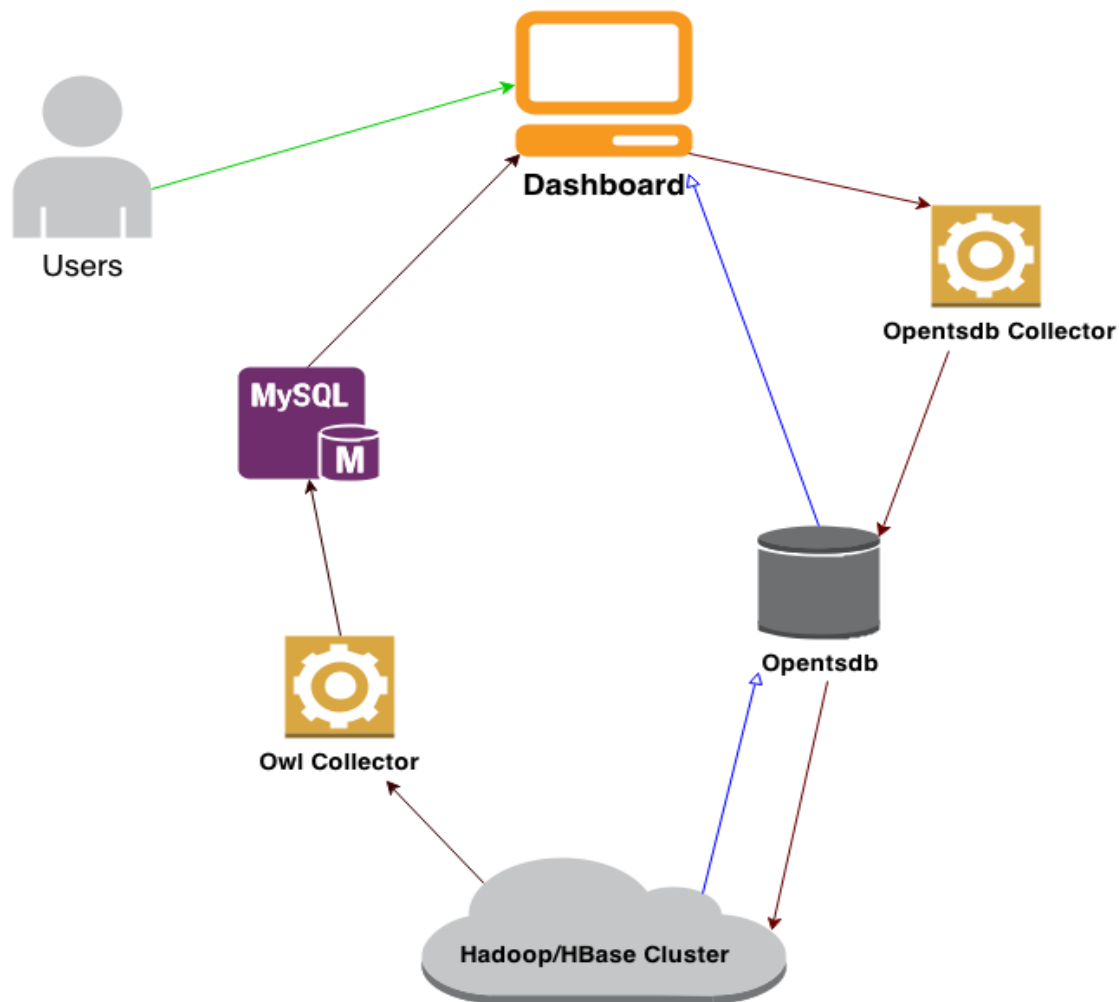 Dashboard
Users
Opentsdb Collector
MySQL
M
Opentsdb
Owl Collector
Hadoop/HBase Cluster